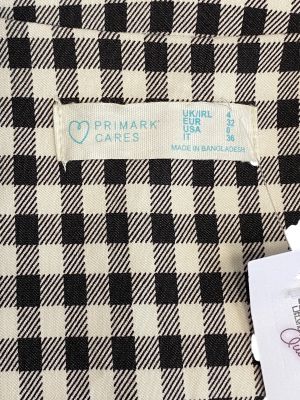 PRIMARK®
CARES
UK/IRL 4
EUR 32
USA 0
IT 36
MADE IN BANGLADESH